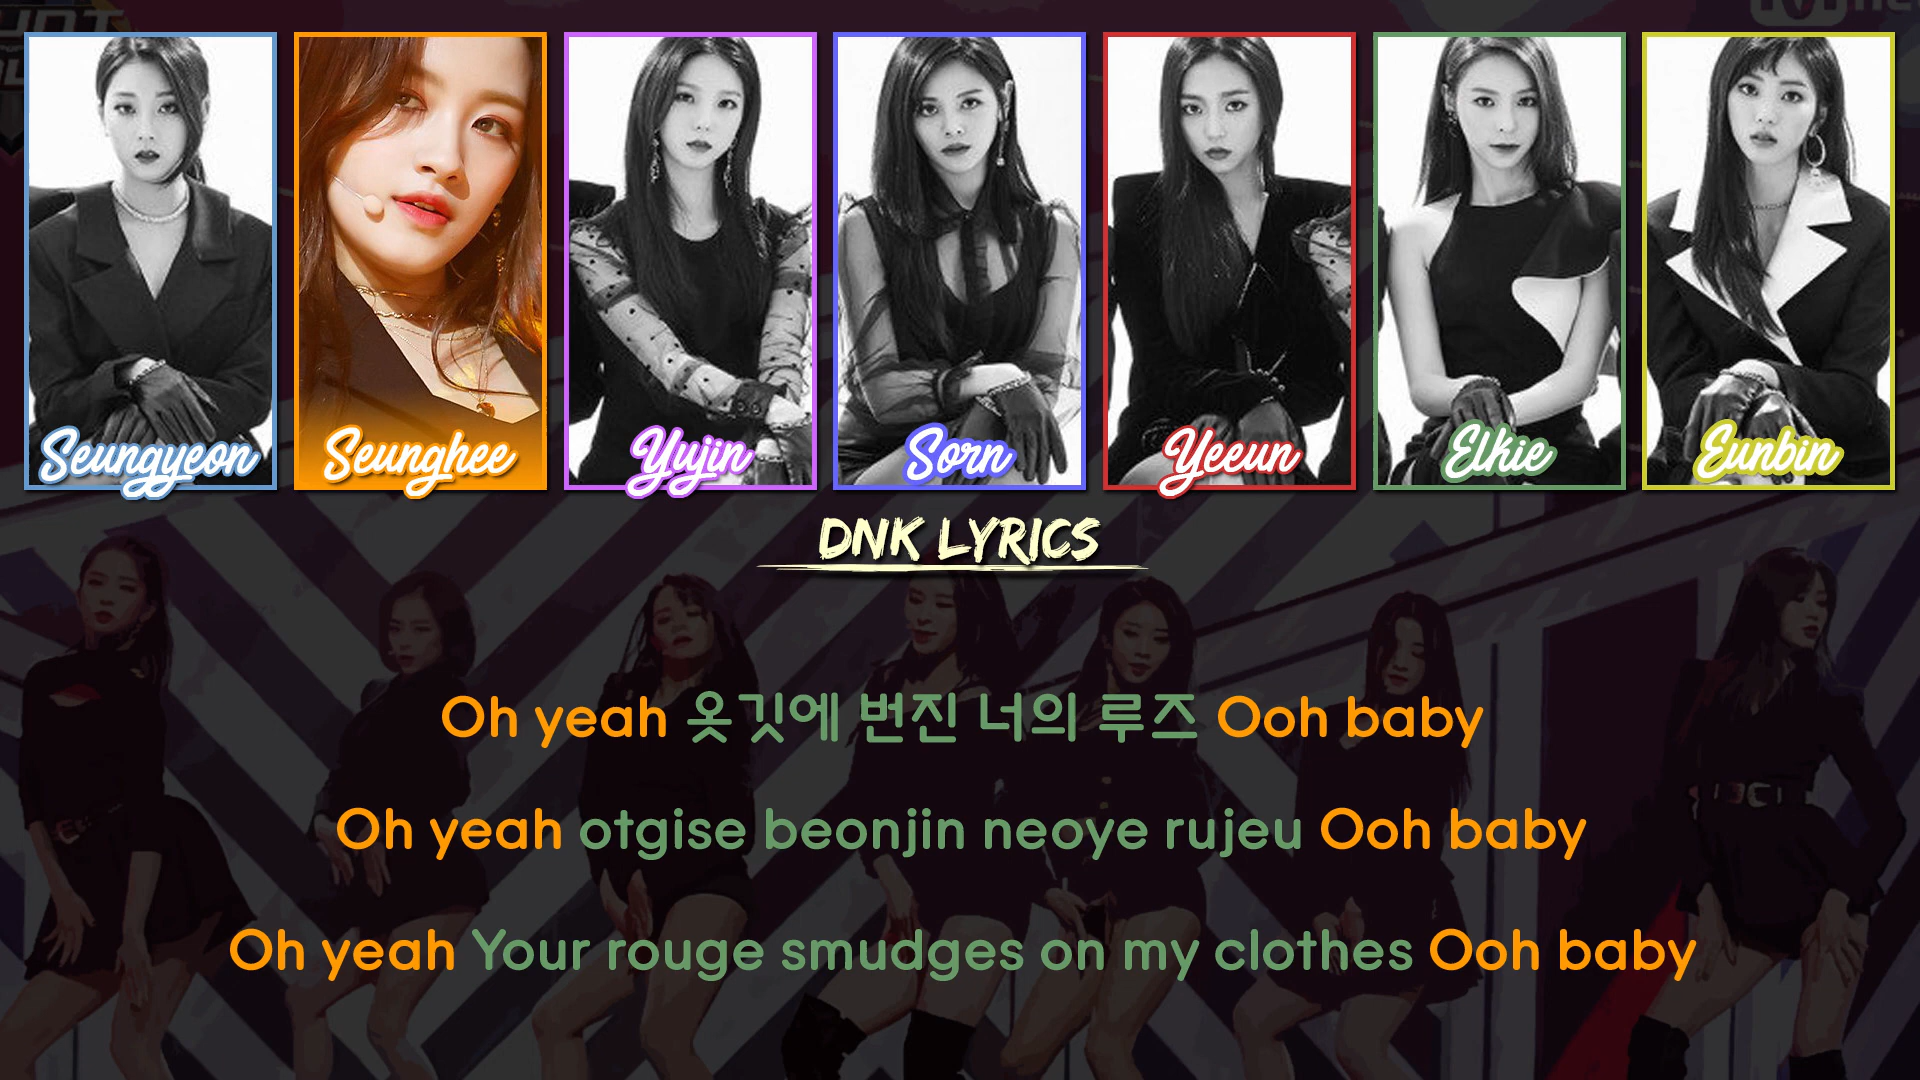 Seungyeon
Seunghee
Yujin
Sorn
Yeeun
Elkie
Eunbin
DNK LYRICS
Oh yeah 옷깃에 번진 너의 루즈 Ooh baby
Oh yeah otgise beonjin neoye rujeu Ooh baby
Oh yeah Your rouge smudges on my clothes Ooh baby